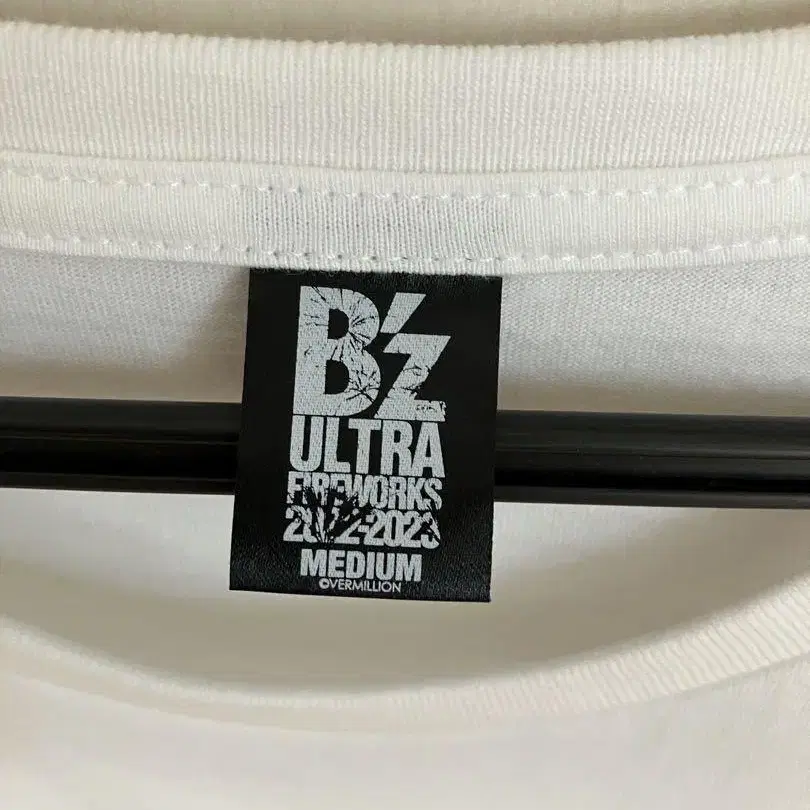 B'z
ULTRA
FIREWORKS
2022-2023
MEDIUM
©VERMILLION